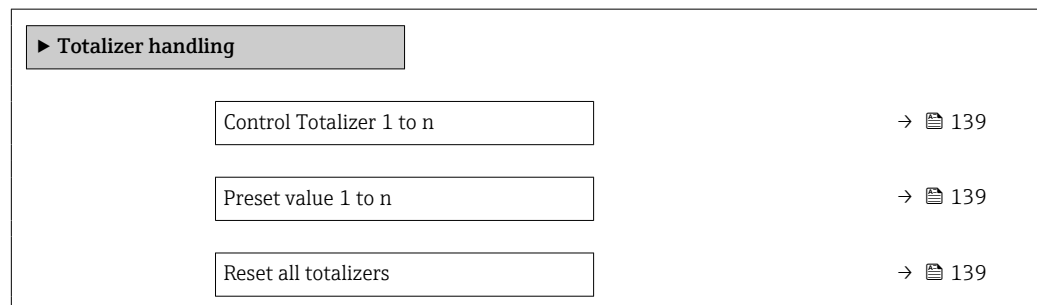 ► Totalizer handling
Control Totalizer 1 to n → 139
Preset value 1 to n → 139
Reset all totalizers → 139